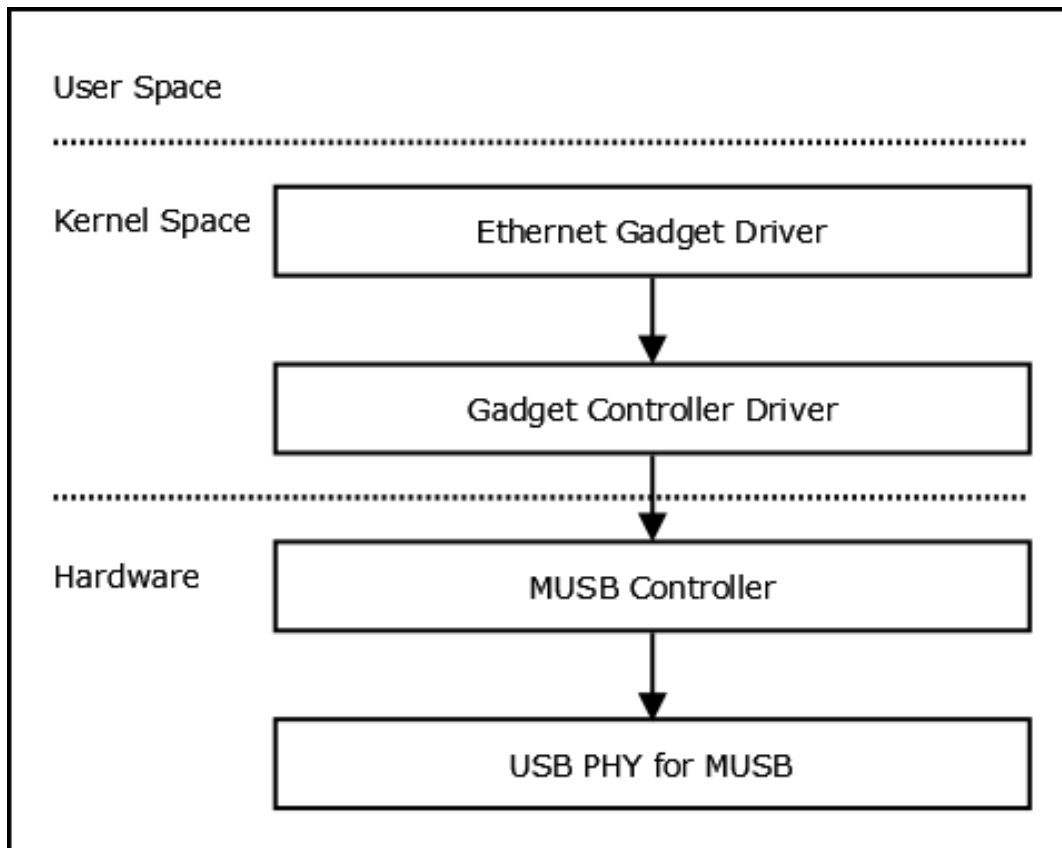 User Space
Kernel Space
Ethernet Gadget Driver
Gadget Controller Driver
Hardware
MUSB Controller
USB PHY for MUSB